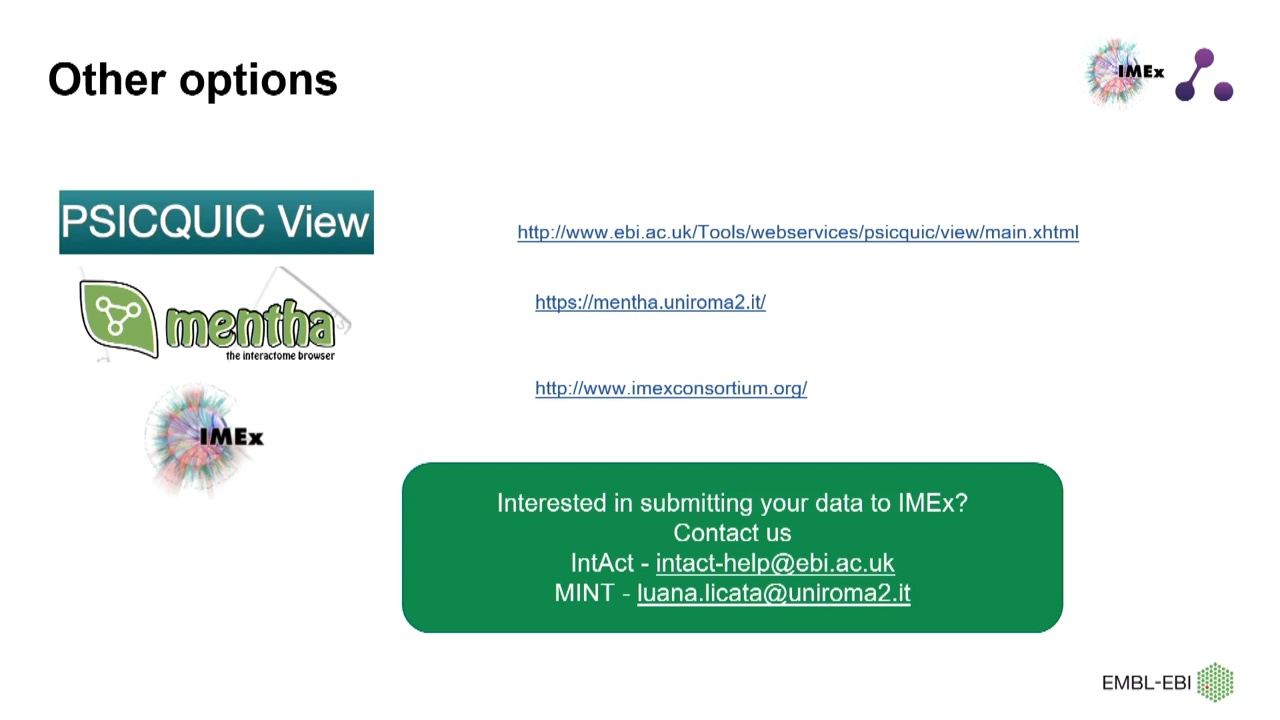 Other options
IMEx
PSICQUIC View
http://www.ebi.ac.uk/Tools/webservices/psicquic/view/main.xhtml
mentha
the interactome browser
https://mentha.uniroma2.it/
http://www.imexconsortium.org/
IMEx
Interested in submitting your data to IMEx?
Contact us
IntAct - intact-help@ebi.ac.uk
MINT - luana.licata@uniroma2.it
EMBL-EBI